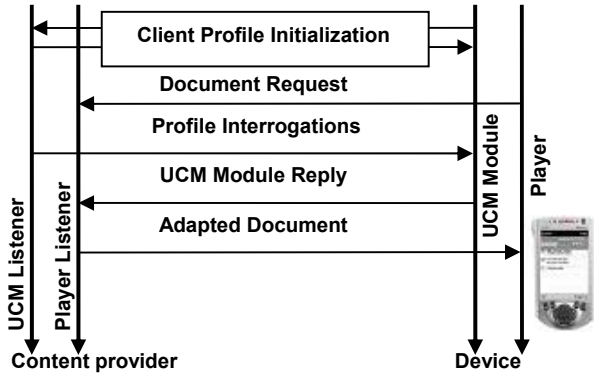 Client Profile Initialization
Document Request
Profile Interrogations
UCM Module Reply
Adapted Document
UCM Listener
Player Listener
UCM Module
Player
Content provider
Device